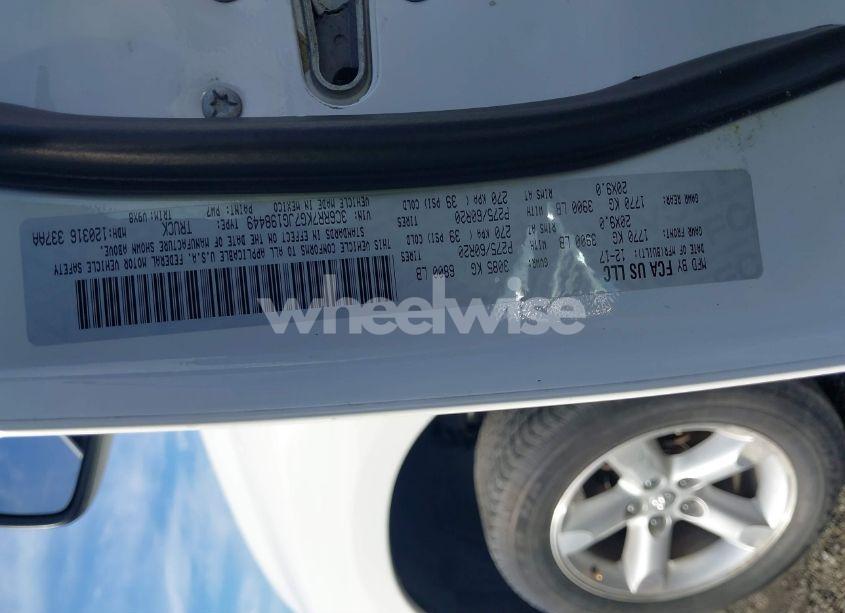 MFD BY FCA US LLC
DATE OF MFR(BUILT): 12-17
GVWR: 3085 KG 6800 LB
GAWR FRONT: 1770 KG 3900 LB WITH P275/60R20 TIRES
20X9.0 RIMS AT 270 KPA( 39 PSI) COLD
GAWR REAR: 1770 KG 3900 LB WITH P275/60R20 TIRES
20X9.0 RIMS AT 270 KPA( 39 PSI) COLD
THIS VEHICLE CONFORMS TO ALL APPLICABLE U.S.A. FEDERAL MOTOR VEHICLE SAFETY
STANDARDS IN EFFECT ON THE DATE OF MANUFACTURE SHOWN ABOVE.
VIN: TYPE: TRUCK MDH: 120316 337AA
VEHICLE MADE IN MEXICO PAINT: PW7 TRIM: V9X8
wheelwise